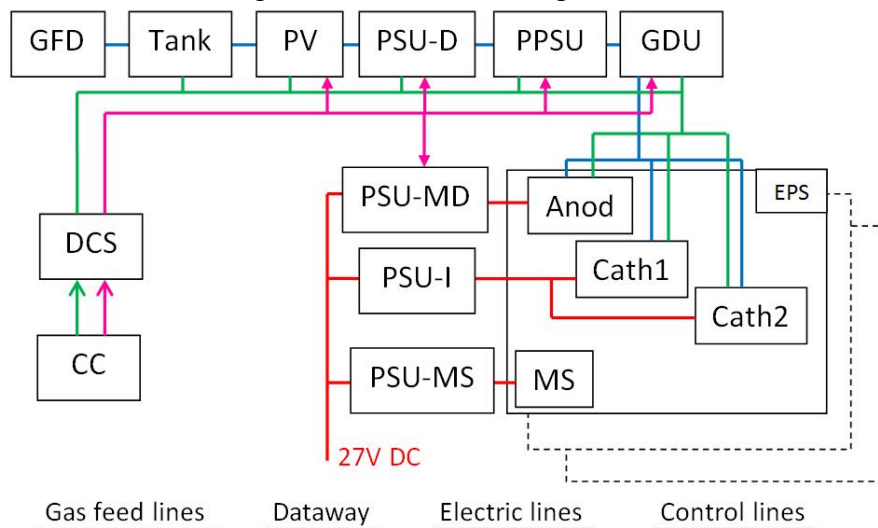 GFD Tank PV PSU-D PPSU GDU
PSU-MD Anod EPS
DCS PSU-I Cath1
Cath2
CC PSU-MS MS
27V DC
Gas feed lines Dataway Electric lines Control lines